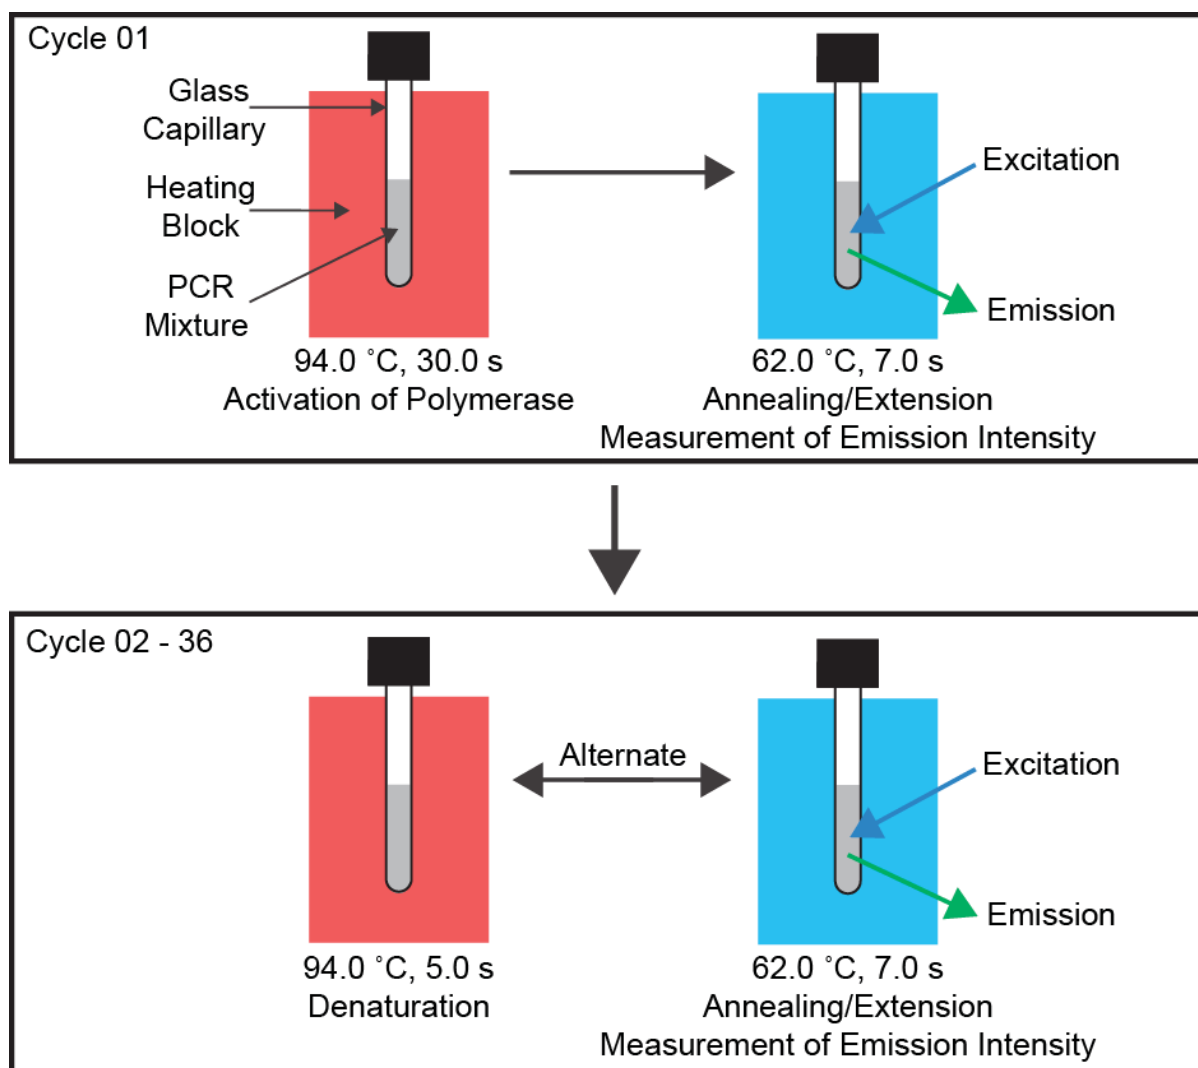 Cycle 01
Glass
Capillary
Heating
Block
PCR
Mixture
94.0 ˚C, 30.0 s
Activation of Polymerase
Excitation
Emission
62.0 ˚C, 7.0 s
Annealing/Extension
Measurement of Emission Intensity
Cycle 02 - 36
94.0 ˚C, 5.0 s
Denaturation
Alternate
Excitation
Emission
62.0 ˚C, 7.0 s
Annealing/Extension
Measurement of Emission Intensity